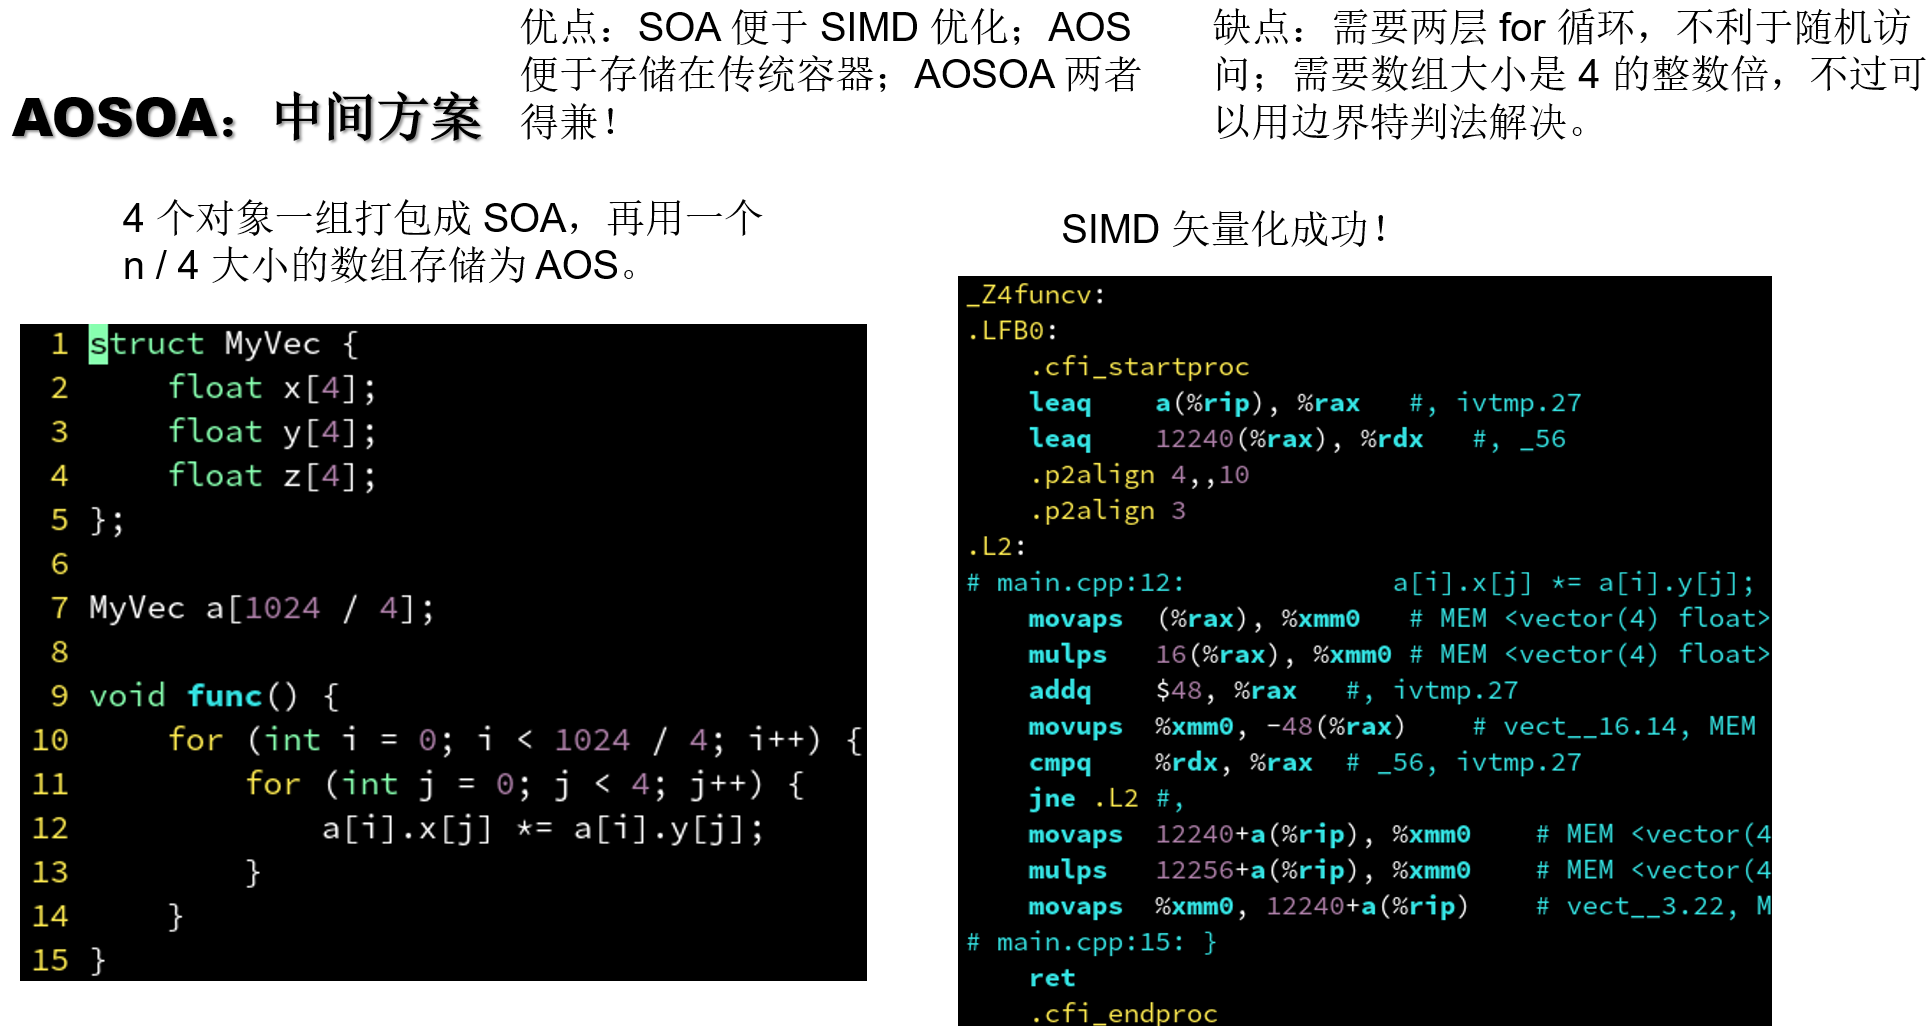 AOSOA：中间方案
优点：SOA 便于 SIMD 优化；AOS
便于存储在传统容器；AOSOA 两者
得兼！
缺点：需要两层 for 循环，不利于随机访
问；需要数组大小是 4 的整数倍，不过可
以用边界特判法解决。
4 个对象一组打包成 SOA，再用一个
n / 4 大小的数组存储为 AOS。
1 struct MyVec {
2     float x[4];
3     float y[4];
4     float z[4];
5 };
6
7 MyVec a[1024 / 4];
8
9 void func() {
10     for (int i = 0; i < 1024 / 4; i++) {
11         for (int j = 0; j < 4; j++) {
12             a[i].x[j] *= a[i].y[j];
13         }
14     }
15 }
SIMD 矢量化成功！
_Z4funcv:
.LFB0:
    .cfi_startproc
    leaq    a(%rip), %rax   #, ivtmp.27
    leaq    12240(%rax), %rdx   #, _56
    .p2align 4,,10
    .p2align 3
.L2:
# main.cpp:12:             a[i].x[j] *= a[i].y[j];
    movaps  (%rax), %xmm0   # MEM <vector(4) float>
    mulps   16(%rax), %xmm0 # MEM <vector(4) float>
    addq    $48, %rax   #, ivtmp.27
    movups  %xmm0, -48(%rax)    # vect__16.14, MEM
    cmpq    %rdx, %rax  # _56, ivtmp.27
    jne .L2 #,
    movaps  12240+a(%rip), %xmm0    # MEM <vector(4
    mulps   12256+a(%rip), %xmm0    # MEM <vector(4
    movaps  %xmm0, 12240+a(%rip)    # vect__3.22, M
# main.cpp:15: }
    ret
    .cfi_endproc